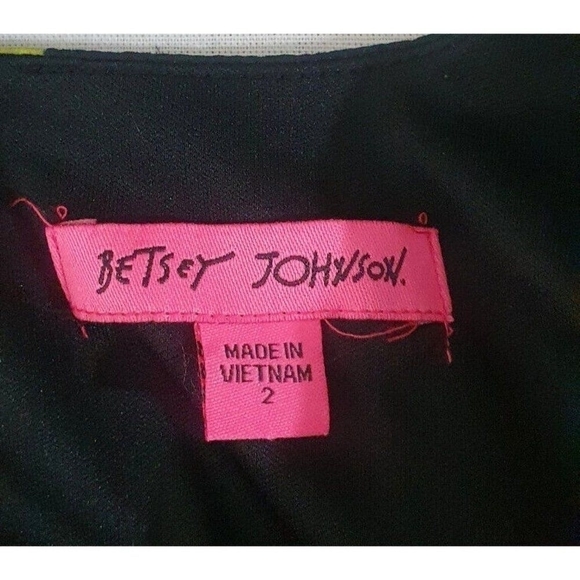 BETSEY JOHNSON.
MADE IN
VIETNAM
2